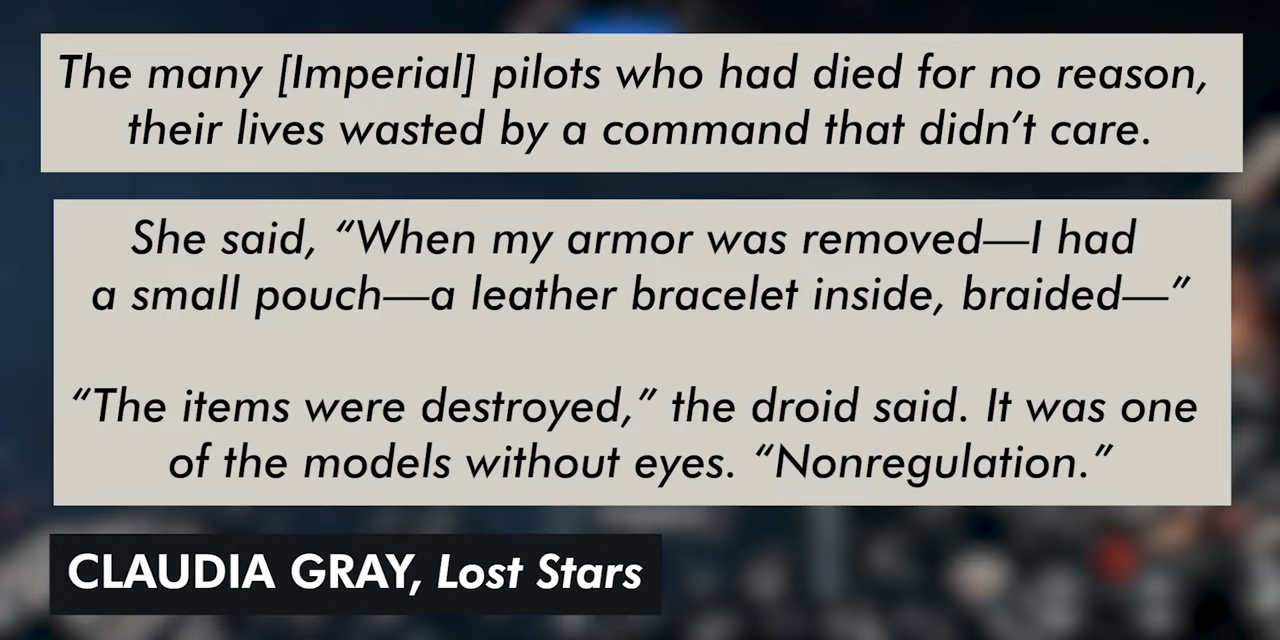 The many [Imperial] pilots who had died for no reason,
their lives wasted by a command that didn’t care.
She said, “When my armor was removed—I had
a small pouch—a leather bracelet inside, braided—”
“The items were destroyed,” the droid said. It was one
of the models without eyes. “Nonregulation.”
CLAUDIA GRAY, Lost Stars